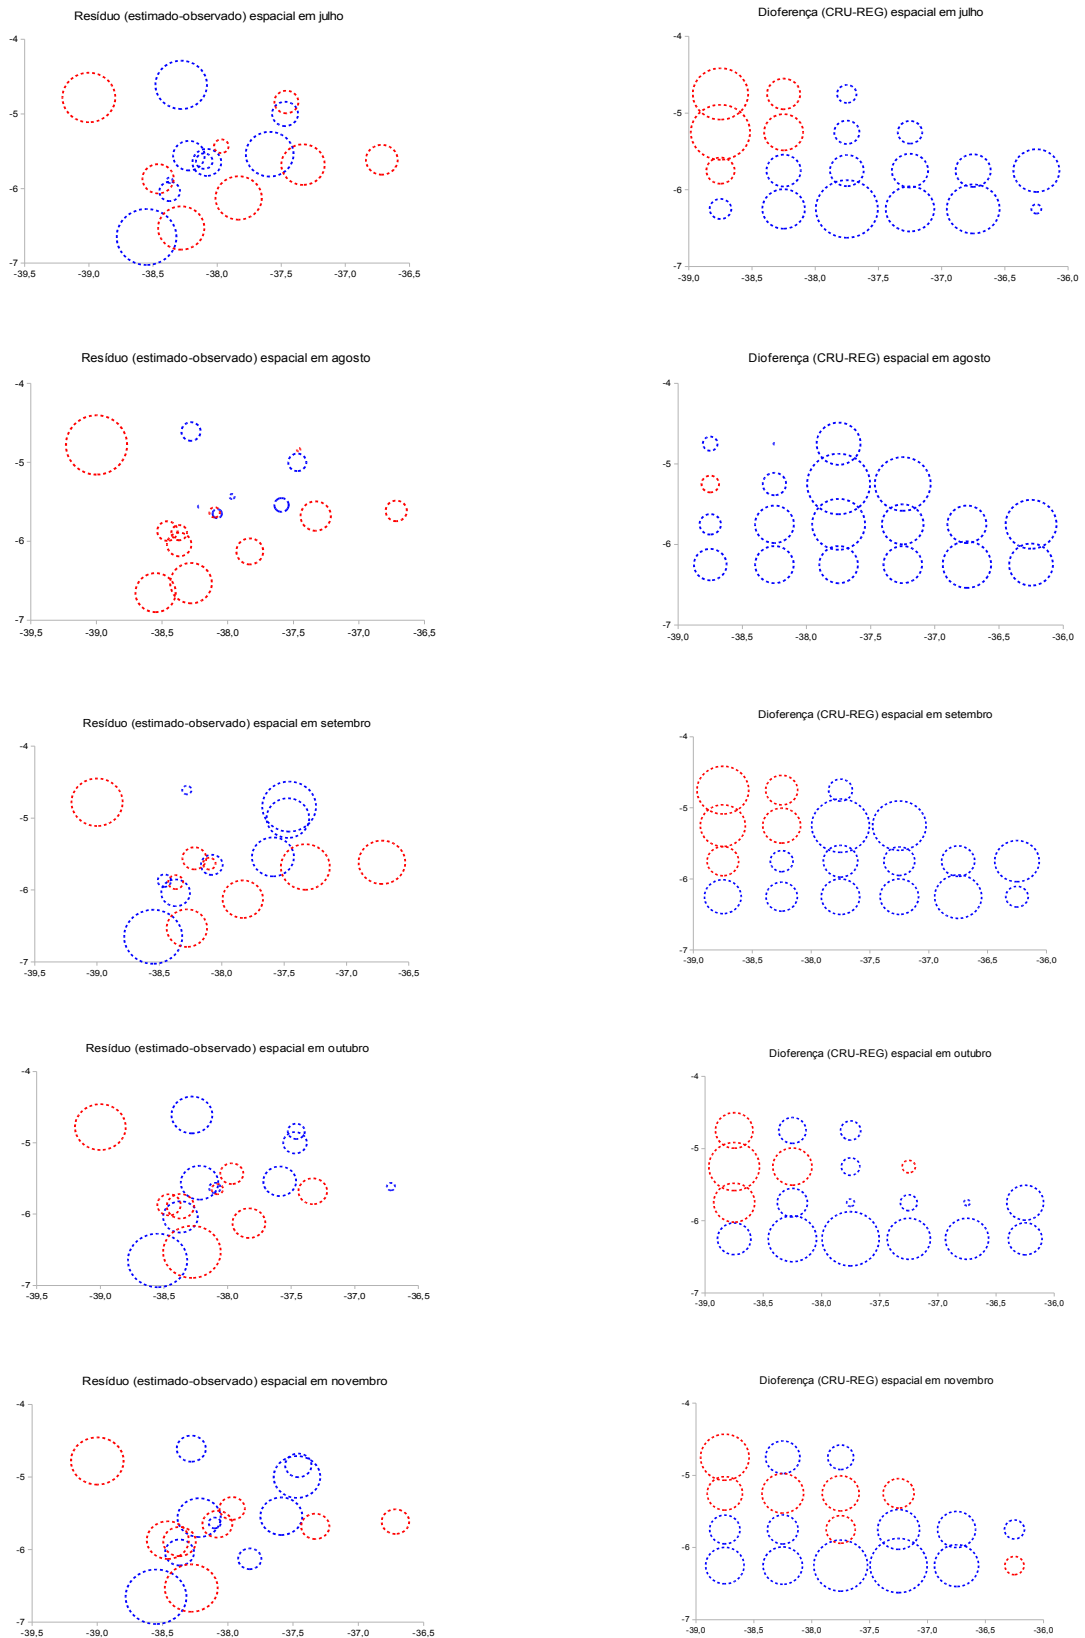 Resíduo (estimado-observado) espacial em julho
-4
-5
-6
-7
-39,5 -39,0 -38,5 -38,0 -37,5 -37,0 -36,5
Dioferença (CRU-REG) espacial em julho
-4
-5
-6
-7
-39,0 -38,5 -38,0 -37,5 -37,0 -36,5 -36,0
Resíduo (estimado-observado) espacial em agosto
-4
-5
-6
-7
-39,5 -39,0 -38,5 -38,0 -37,5 -37,0 -36,5
Dioferença (CRU-REG) espacial em agosto
-4
-5
-6
-7
-39,0 -38,5 -38,0 -37,5 -37,0 -36,5 -36,0
Resíduo (estimado-observado) espacial em setembro
-4
-5
-6
-7
-39,5 -39,0 -38,5 -38,0 -37,5 -37,0 -36,5
Dioferença (CRU-REG) espacial em setembro
-4
-5
-6
-7
-39,0 -38,5 -38,0 -37,5 -37,0 -36,5 -36,0
Resíduo (estimado-observado) espacial em outubro
-4
-5
-6
-7
-39,5 -39,0 -38,5 -38,0 -37,5 -37,0 -36,5
Dioferença (CRU-REG) espacial em outubro
-4
-5
-6
-7
-39,0 -38,5 -38,0 -37,5 -37,0 -36,5 -36,0
Resíduo (estimado-observado) espacial em novembro
-4
-5
-6
-7
-39,5 -39,0 -38,5 -38,0 -37,5 -37,0 -36,5
Dioferença (CRU-REG) espacial em novembro
-4
-5
-6
-7
-39,0 -38,5 -38,0 -37,5 -37,0 -36,5 -36,0